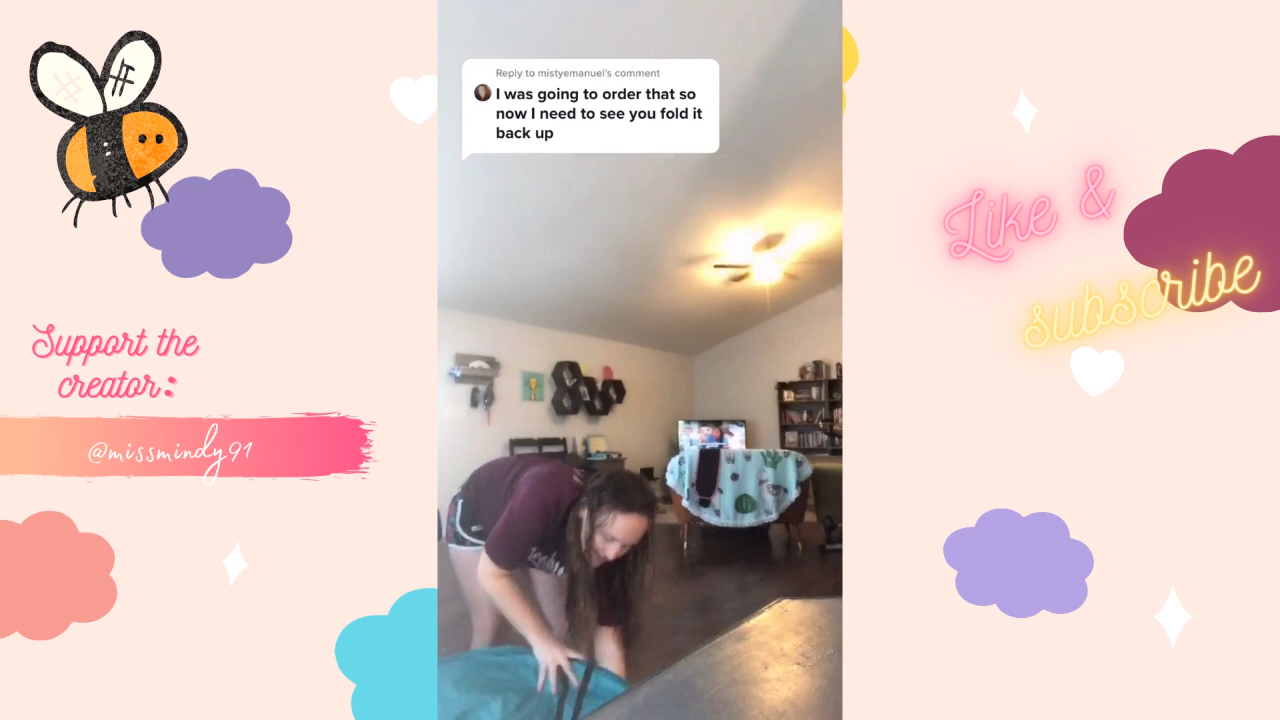 Reply to mistyemanuel's comment
I was going to order that so
now I need to see you fold it
back up
Support the
creator:
@missmindy91
Like &
subscribe